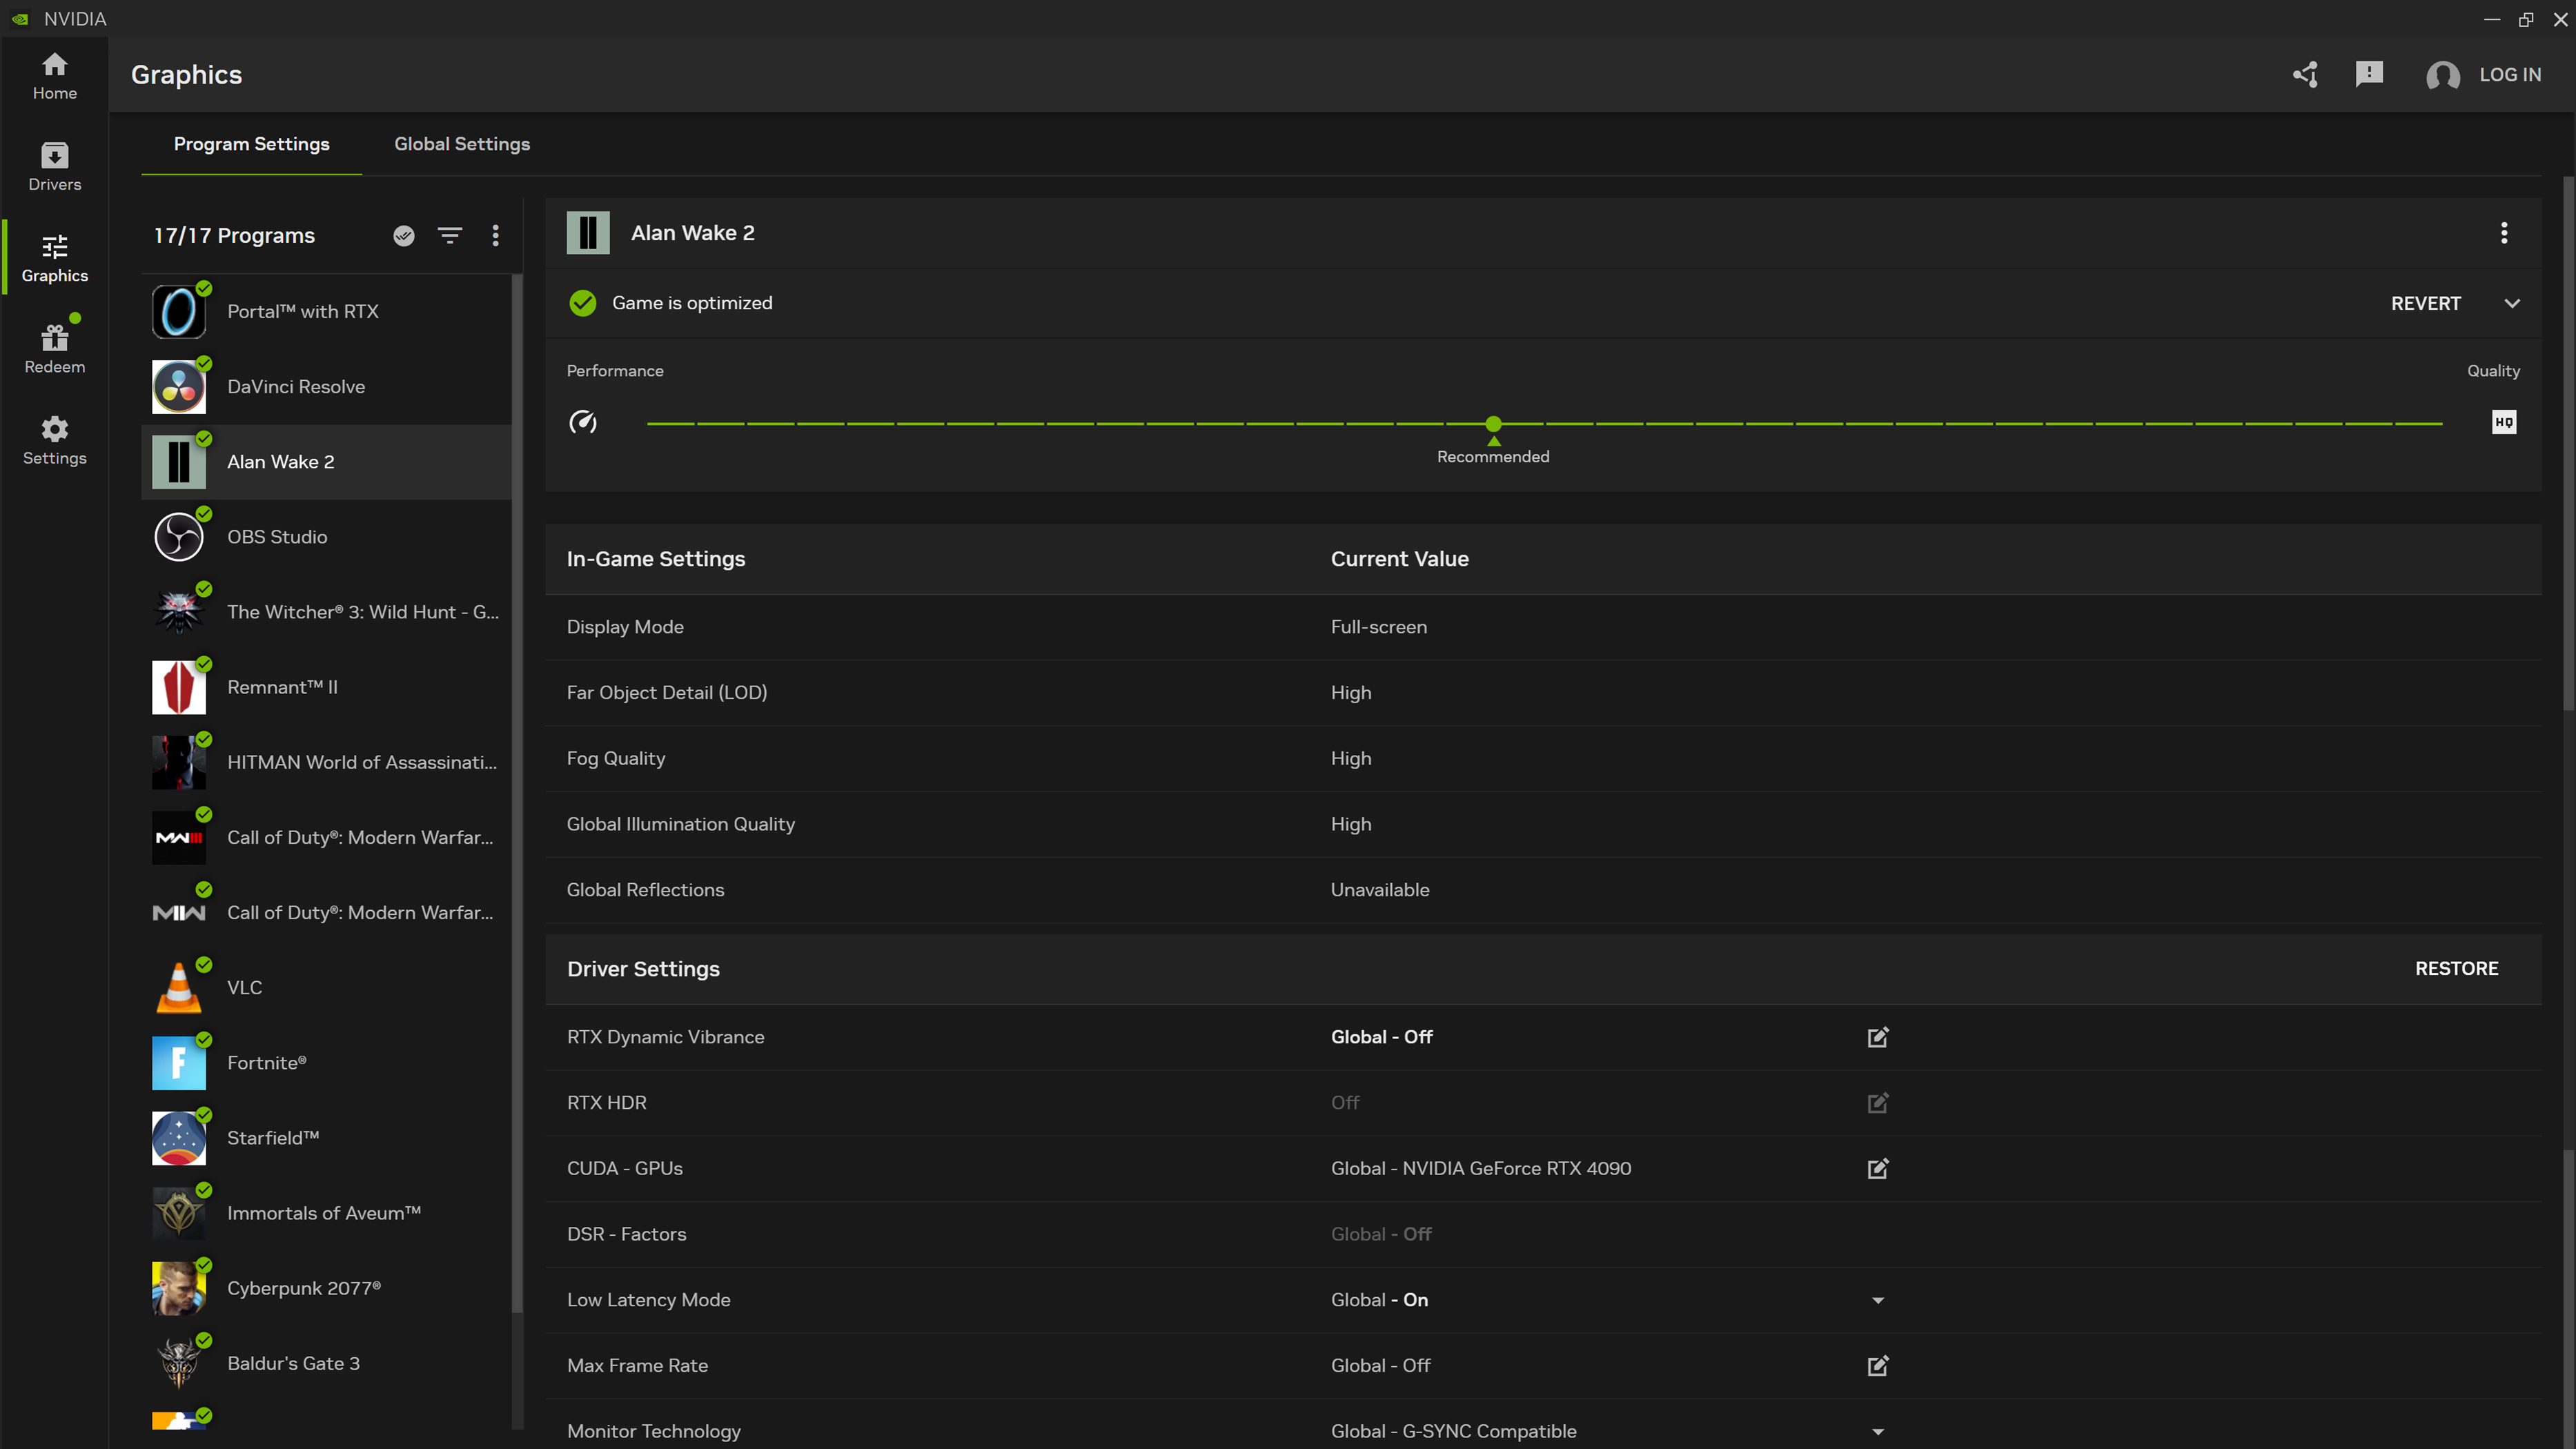 NVIDIA
Home
Drivers
Graphics
Redeem
Settings
Graphics
LOG IN
Program Settings
Global Settings
17/17 Programs
Portal™ with RTX
DaVinci Resolve
Alan Wake 2
OBS Studio
The Witcher® 3: Wild Hunt - G...
Remnant™ II
HITMAN World of Assassinati...
MWIII
Call of Duty®: Modern Warfar...
MIW
Call of Duty®: Modern Warfar...
VLC
F
Fortnite®
Starfield™
Immortals of Aveum™
Cyberpunk 2077®
Baldur's Gate 3
Alan Wake 2
Game is optimized
REVERT
Performance
Quality
HQ
Recommended
In-Game Settings
Current Value
Display Mode
Full-screen
Far Object Detail (LOD)
High
Fog Quality
High
Global Illumination Quality
High
Global Reflections
Unavailable
Driver Settings
RESTORE
RTX Dynamic Vibrance
Global - Off
RTX HDR
Off
CUDA - GPUs
Global - NVIDIA GeForce RTX 4090
DSR - Factors
Global - Off
Low Latency Mode
Global - On
Max Frame Rate
Global - Off
Monitor Technology
Global - G-SYNC Compatible